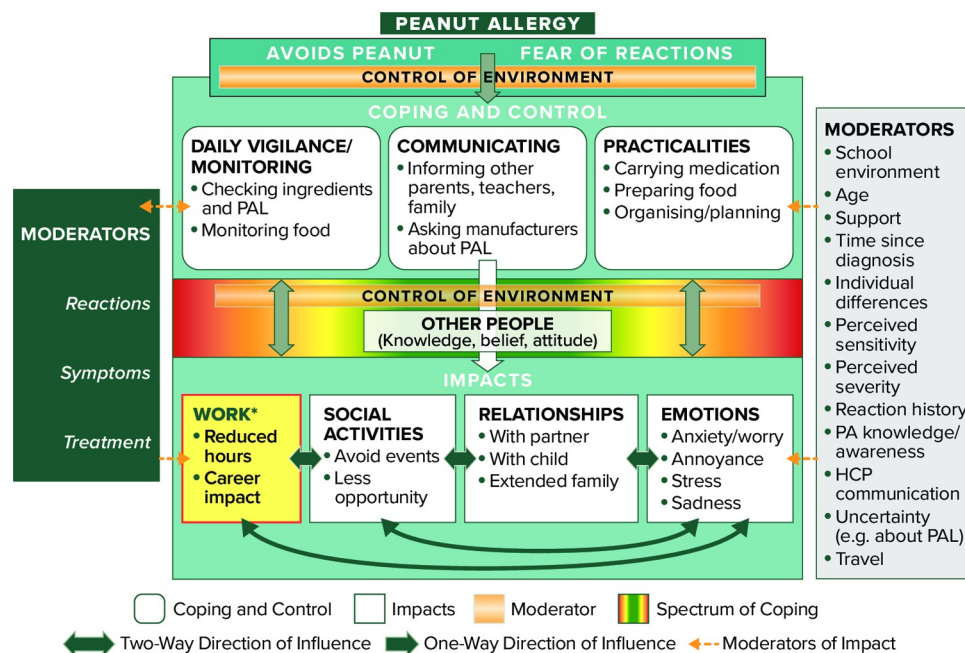 PEANUT ALLERGY
AVOIDS PEANUT
FEAR OF REACTIONS
CONTROL OF ENVIRONMENT
COPING AND CONTROL
DAILY VIGILANCE/
MONITORING
• Checking ingredients
and PAL
• Monitoring food
COMMUNICATING
• Informing other
parents, teachers,
family
• Asking manufacturers
about PAL
PRACTICALITIES
• Carrying medication
• Preparing food
• Organising/planning
MODERATORS
Reactions
Symptoms
Treatment
MODERATORS
• School
environment
• Age
• Support
• Time since
diagnosis
• Individual
differences
• Perceived
sensitivity
• Perceived
severity
• Reaction history
• PA knowledge/
awareness
• HCP
communication
• Uncertainty
(e.g. about PAL)
• Travel
CONTROL OF ENVIRONMENT
OTHER PEOPLE
(Knowledge, belief, attitude)
IMPACTS
WORK*
• Reduced
hours
• Career
impact
SOCIAL
ACTIVITIES
• Avoid events
• Less
opportunity
RELATIONSHIPS
• With partner
• With child
• Extended family
EMOTIONS
• Anxiety/worry
• Annoyance
• Stress
• Sadness
Coping and Control
Impacts
Moderator
Spectrum of Coping
Two-Way Direction of Influence
One-Way Direction of Influence
Moderators of Impact